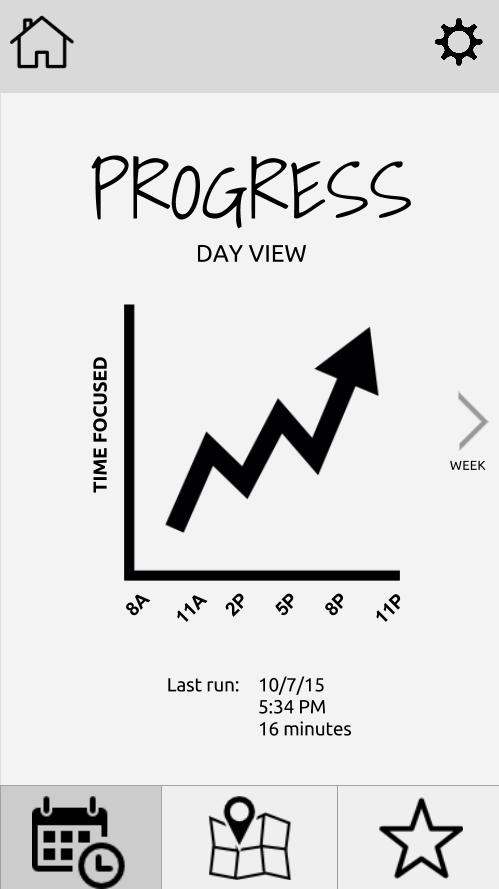 PROGRESS
DAY VIEW
TIME FOCUSED
WEEK
8A 11A 2P 5P 8P 11P
Last run: 10/7/15
5:34 PM
16 minutes